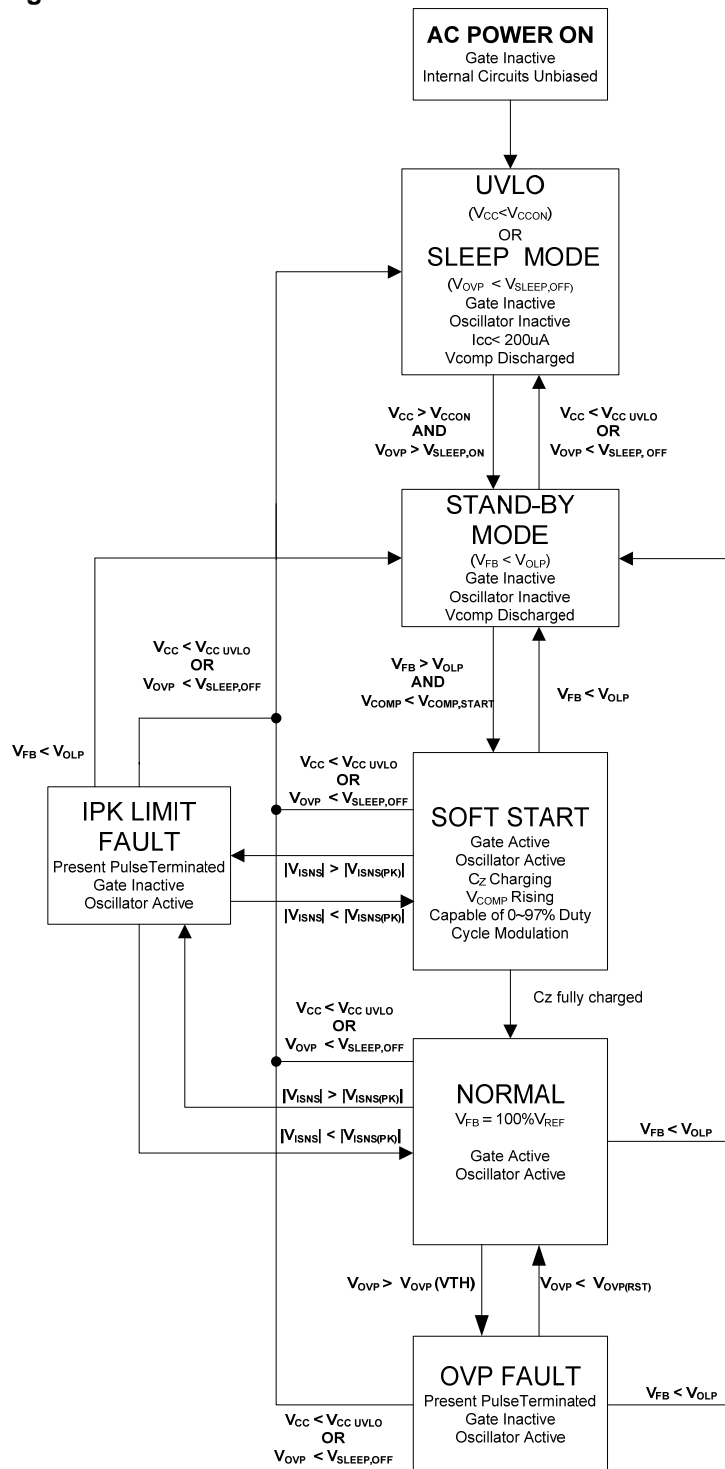 AC POWER ON
Gate Inactive
Internal Circuits Unbiased
UVLO
(VCC<VCCON)
OR
SLEEP MODE
(VOVP < VSLEEP,OFF)
Gate Inactive
Oscillator Inactive
Icc< 200uA
Vcomp Discharged
VCC > VCCON
AND
VOVP > VSLEEP,ON
VCC < VCC UVLO
OR
VOVP < VSLEEP, OFF
STAND-BY
MODE
(VFB < VOLP)
Gate Inactive
Oscillator Inactive
Vcomp Discharged
VCC < VCC UVLO
OR
VOVP < VSLEEP,OFF
VFB > VOLP
AND
VCOMP < VCOMP,START
VFB < VOLP
VFB < VOLP
VCC < VCC UVLO
OR
VOVP < VSLEEP,OFF
IPK LIMIT
FAULT
Present PulseTerminated
Gate Inactive
Oscillator Active
|VISNS| > |VISNS(PK)|
|VISNS| < |VISNS(PK)|
SOFT START
Gate Active
Oscillator Active
CZ Charging
VCOMP Rising
Capable of 0~97% Duty
Cycle Modulation
Cz fully charged
VCC < VCC UVLO
OR
VOVP < VSLEEP,OFF
|VISNS| > |VISNS(PK)|
|VISNS| < |VISNS(PK)|
NORMAL
VFB = 100%VREF
Gate Active
Oscillator Active
VFB < VOLP
VOVP > VOVP (VTH)
VOVP < VOVP(RST)
OVP FAULT
Present PulseTerminated
Gate Inactive
Oscillator Active
VFB < VOLP
VCC < VCC UVLO
OR
VOVP < VSLEEP,OFF